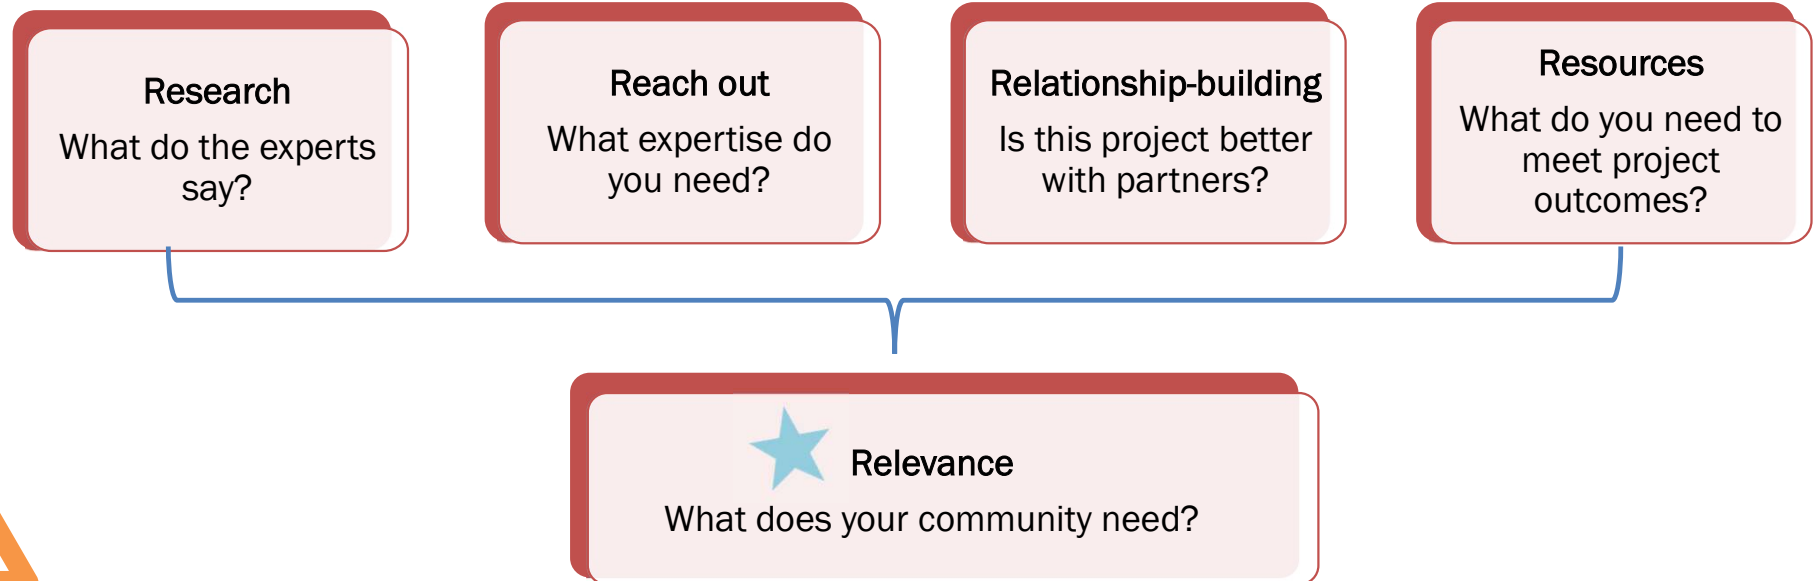 Research
What do the experts
say?
Reach out
What expertise do
you need?
Relationship-building
Is this project better
with partners?
Resources
What do you need to
meet project
outcomes?
Relevance
What does your community need?